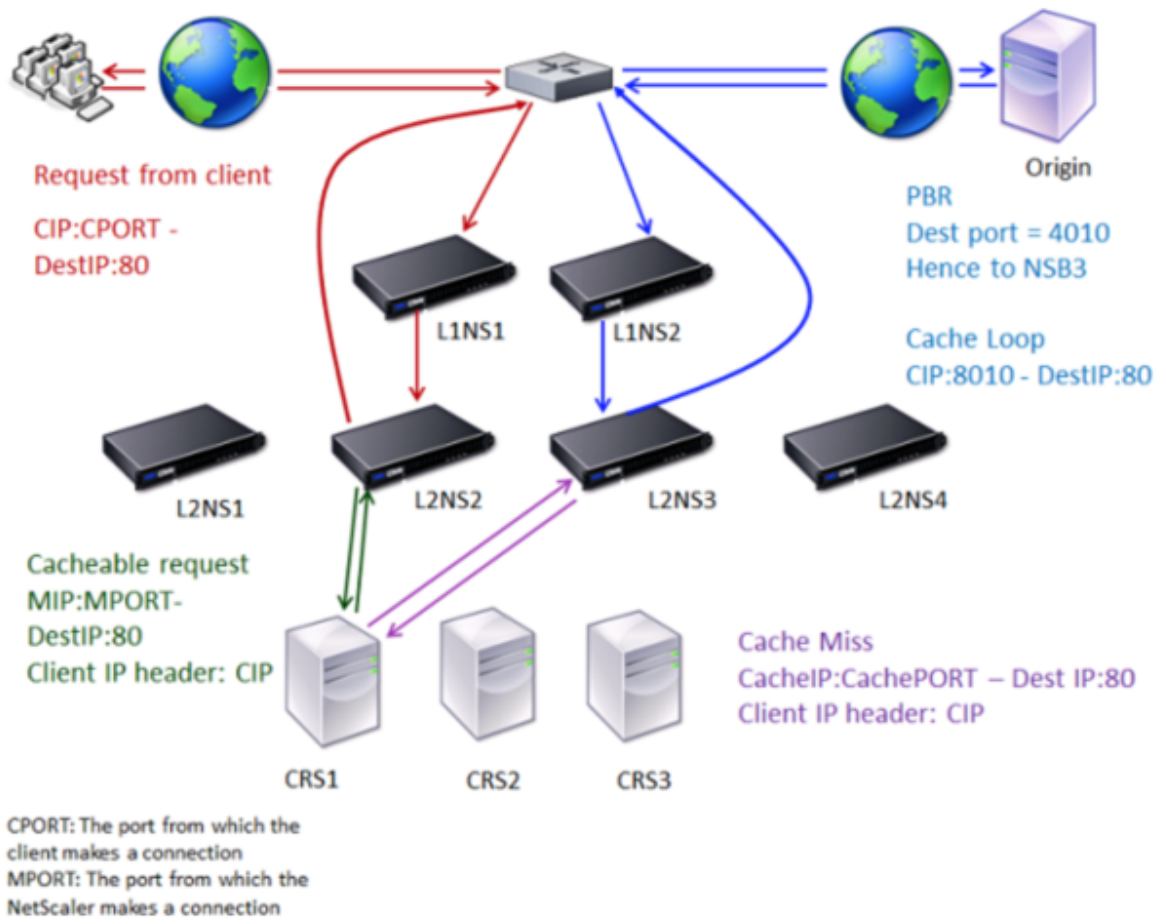 Origin
Request from client
CIP:CPORT -
DestIP:80
PBR
Dest port = 4010
Hence to NSB3
Cache Loop
CIP:8010 - DestIP:80
L1NS1
L1NS2
L2NS1
L2NS2
L2NS3
L2NS4
Cacheable request
MIP:MPORT-
DestIP:80
Client IP header: CIP
Cache Miss
CacheIP:CachePORT – Dest IP:80
Client IP header: CIP
CRS1
CRS2
CRS3
CPORT: The port from which the
client makes a connection
MPORT: The port from which the
NetScaler makes a connection